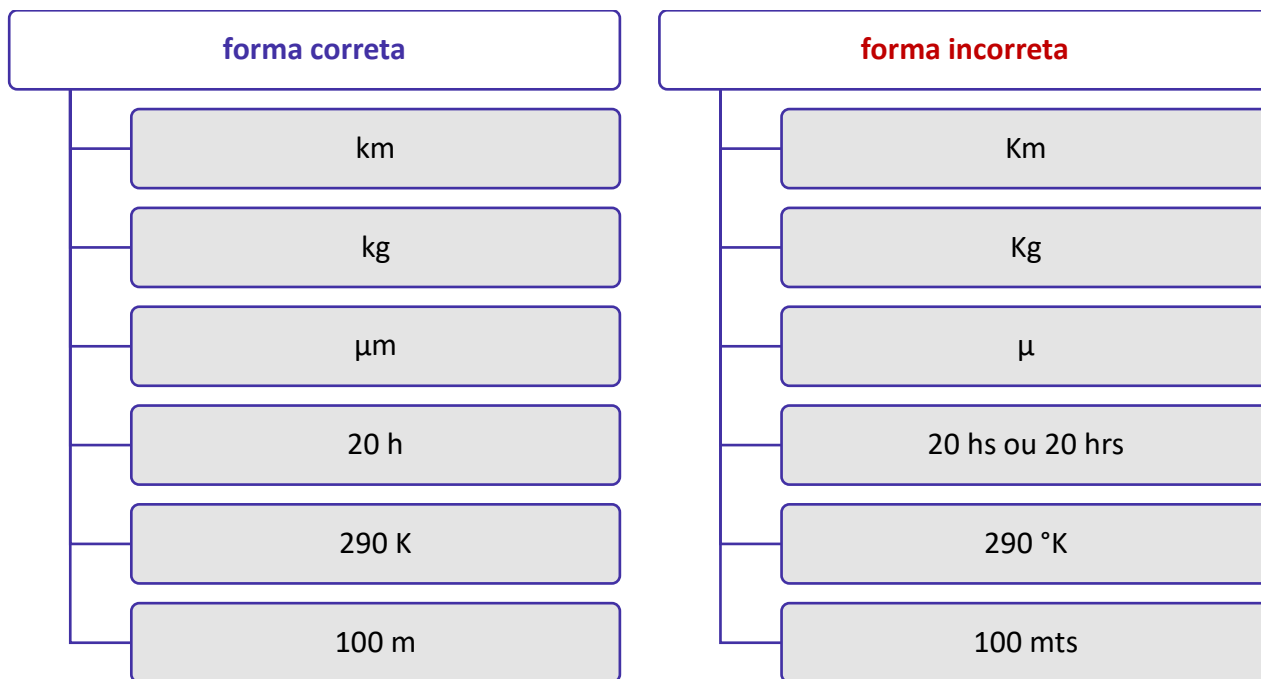 forma correta
km
kg
μm
20 h
290 K
100 m
forma incorreta
Km
Kg
μ
20 hs ou 20 hrs
290 °K
100 mts